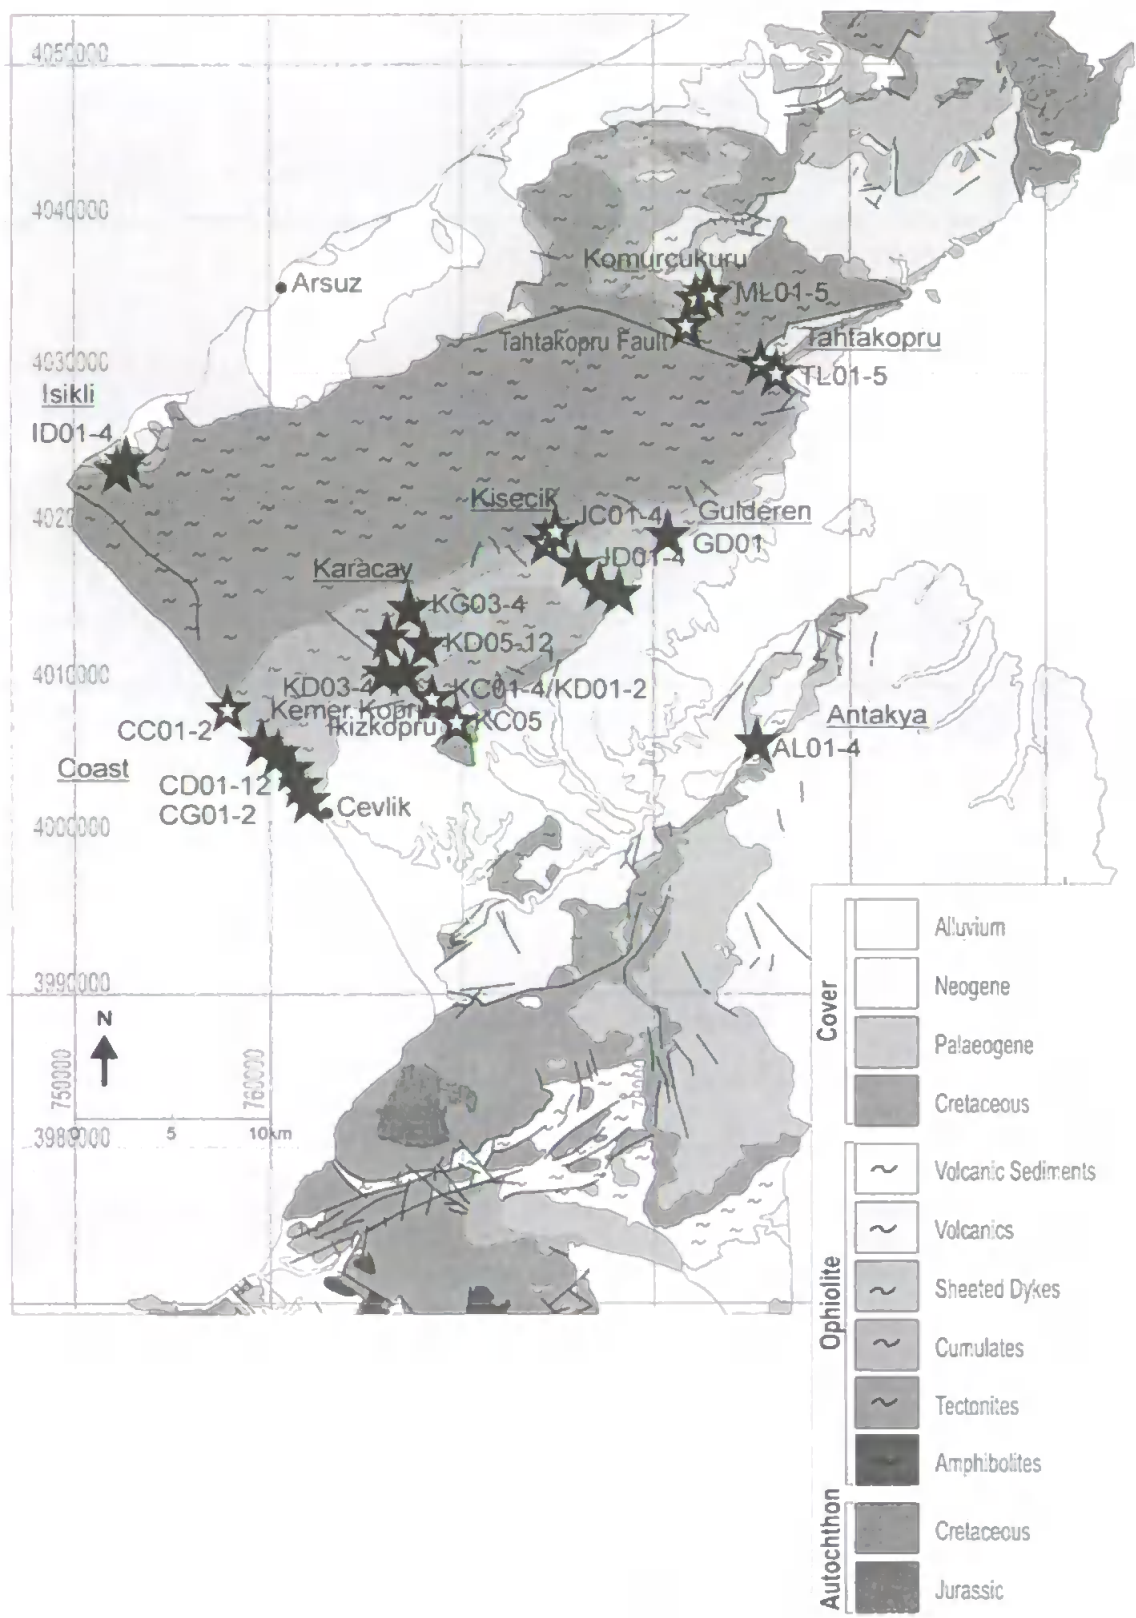 4050000
4040000
Arsuz
Komurcukuru
ML01-5
Tahtakopru Fault
Tahtakopru
TL01-5
4030000
Isikli
ID01-4
Kisecik
JC01-4
Gulderen
GD01
JD01-4
Karacay
KG03-4
KD05-12
4010000
KD03-4
KC01-4/KD01-2
Kemer Kopru
Ikizkopru
KC05
CC01-2
Antakya
AL01-4
Coast
CD01-12
CG01-2
Cevlik
4000000
3990000
N
750000
760000
5
10km
3980000
Cover
Alluvium
Neogene
Palaeogene
Cretaceous
Ophiolite
Volcanic Sediments
Volcanics
Sheeted Dykes
Cumulates
Tectonites
Amphibolites
Autochthon
Cretaceous
Jurassic